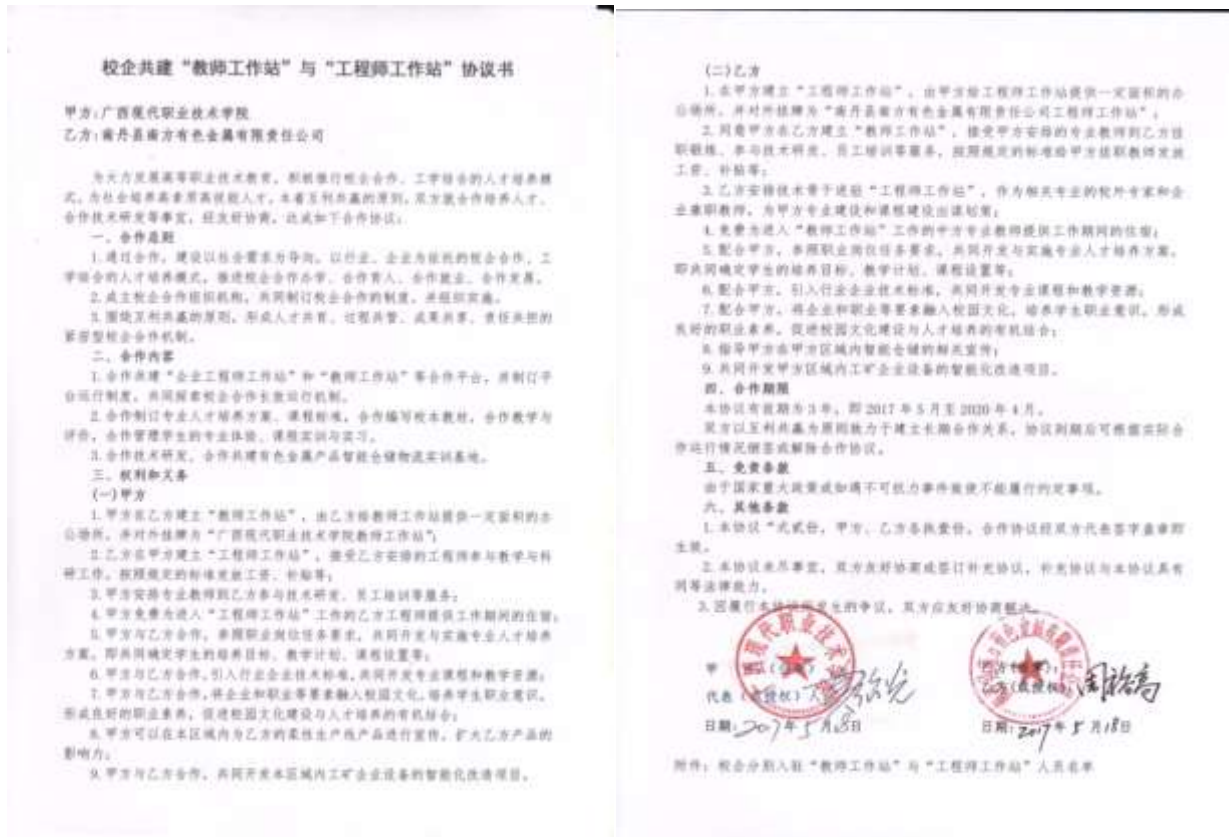 校企共建“教师工作站”与“工程师工作站”协议书
甲方:广西现代职业技术学院
乙方:南丹县南方有色金属有限责任公司
为大力发展高等职业技术教育，积极推行校企合作、工学结合的人才培养模
式，为社会培养高素质高技能人才，本着互利共赢的原则，双方就合作培养人才、
合作技术研发等事宜，经友好协商，达成如下合作协议:
一、合作总则
1.通过合作，建设以社会需求为导向，以行业、企业为依托的校企合作、工
学结合的人才培养模式，推进校企合作办学、合作育人、合作就业、合作发展。
2.成立校企合作组织机构，共同制订校企合作的制度，并组织实施。
3.围绕互利共赢的原则，形成人才共育、过程共管、成果共享、责任共担的
紧密型校企合作机制。
二、合作内容
1.合作共建“企业工程师工作站”和“教师工作站”等合作平台，并制订平
台运行制度，共同探索校企合作长效运行机制。
2.合作制订专业人才培养方案、课程标准，合作编写校本教材，合作教学与
评价，合作管理学生的专业体验、课程实训与实习。
3.合作技术研发，合作共建有色金属产品智能仓储物流实训基地。
三、权利和义务
(一)甲方
1.甲方在乙方建立“教师工作站”，由乙方给教师工作站提供一定面积的办
公场所，并对外挂牌为“广西现代职业技术学院教师工作站”;
2.乙方在甲方建立“工程师工作站”，接受乙方安排的工程师参与教学与科
研工作，按照规定的标准发放工资、补贴等;
3.甲方安排专业教师到乙方参与技术研发、员工培训等服务;
4.甲方免费为进入“工程师工作站”工作的乙方工程师提供工作期间的住宿;
5.甲方与乙方合作，参照职业岗位任务要求，共同开发与实施专业人才培养
方案，即共同确定学生的培养目标、教学计划、课程设置等;
6.甲方与乙方合作，引入行业企业技术标准，共同开发专业课程和教学资源;
7.甲方与乙方合作，将企业和职业等要素融入校园文化，培养学生职业意识，
形成良好的职业素养，促进校园文化建设与人才培养的有机结合;
8.甲方可以在本区域内为乙方的柔性生产线产品进行宣传，扩大乙方产品的
影响力;
9.甲方与乙方合作，共同开发本区域内工矿企业设备的智能化改造项目。
(二)乙方
1.在甲方建立“工程师工作站”，由甲方给工程师工作站提供一定面积的办
公场所，并对外挂牌为“南丹县南方有色金属有限责任公司工程师工作站”;
2.同意甲方在乙方建立“教师工作站”，接受甲方安排的专业教师到乙方挂
职锻炼、参与技术研发、员工培训等服务，按照规定的标准给甲方挂职教师发放
工资、补贴等;
3.乙方安排技术骨干进驻“工程师工作站”，作为相关专业的校外专家和企
业兼职教师，为甲方专业建设和课程建设出谋划策;
4.免费为进入“教师工作站”工作的甲方专业教师提供工作期间的住宿;
5.配合甲方，参照职业岗位任务要求，共同开发与实施专业人才培养方案，
即共同确定学生的培养目标、教学计划、课程设置等;
6.配合甲方，引入行业企业技术标准，共同开发专业课程和教学资源;
7.配合甲方，将企业和职业等要素融入校园文化，培养学生职业意识，形成
良好的职业素养，促进校园文化建设与人才培养的有机结合;
8.指导甲方在甲方区域内智能仓储的相关宣传;
9.共同开发甲方区域内工矿企业设备的智能化改造项目。
四、合作期限
本协议有效期为3年，即2017年5月至2020年4月。
双方以互利共赢为原则致力于建立长期合作关系，协议到期后可根据实际合
作运行情况续签或解除合作协议。
五、免责条款
由于国家重大政策或如遇不可抗力事件致使不能履行约定事项。
六、其他条款
1.本协议一式贰份，甲方、乙方各执壹份，合作协议经双方代表签字盖章即
生效。
2.本协议未尽事宜，双方友好协商或签订补充协议，补充协议与本协议具有
同等法律效力。
3.因履行本协议所发生的争议，双方应友好协商解决。
甲
代表(或授权)人
日期:2017年5月18日
乙方(或授权): 周裕高
日期:2017年5月18日
附件: 校企分别入驻“教师工作站”与“工程师工作站”人员名单